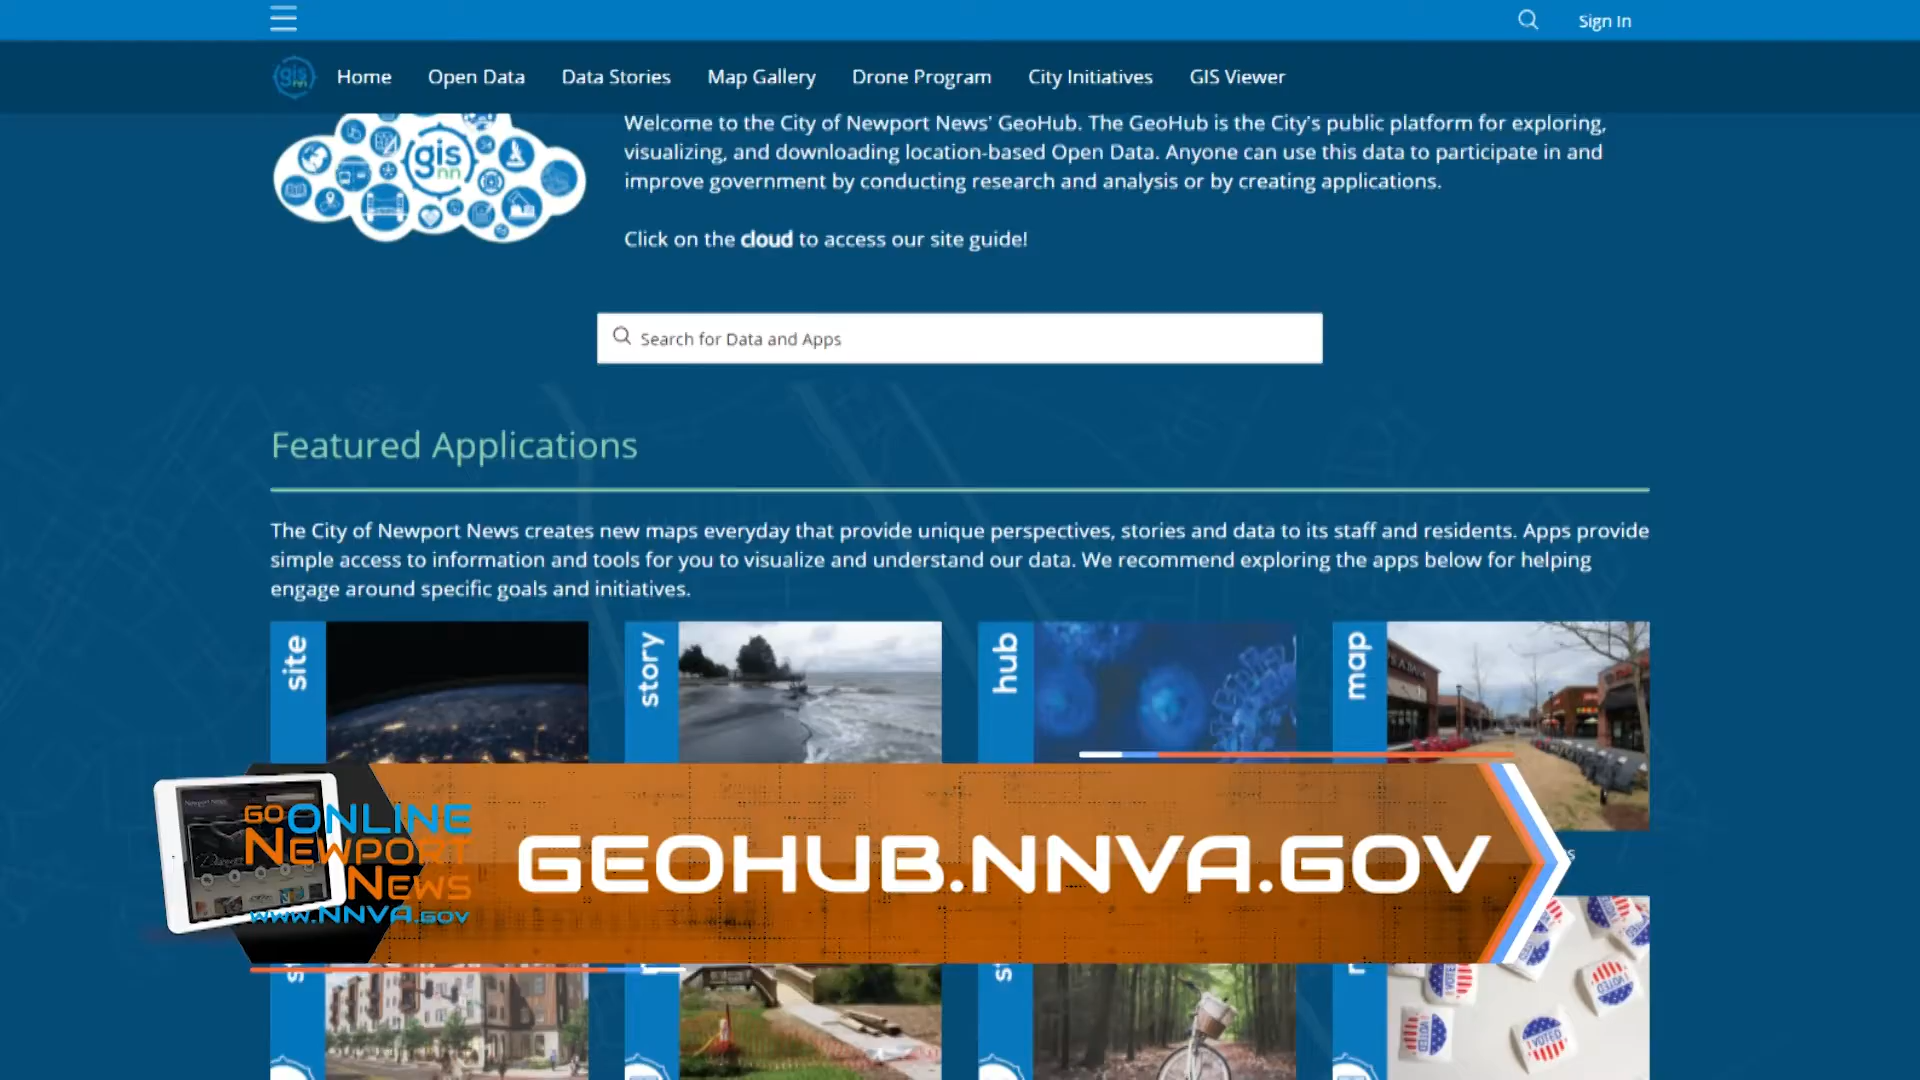 Sign In
gis
nn
Home
Open Data
Data Stories
Map Gallery
Drone Program
City Initiatives
GIS Viewer
gis
nn
Welcome to the City of Newport News' GeoHub. The GeoHub is the City's public platform for exploring,
visualizing, and downloading location-based Open Data. Anyone can use this data to participate in and
improve government by conducting research and analysis or by creating applications.
Click on the cloud to access our site guide!
Search for Data and Apps
Featured Applications
The City of Newport News creates new maps everyday that provide unique perspectives, stories and data to its staff and residents. Apps provide
simple access to information and tools for you to visualize and understand our data. We recommend exploring the apps below for helping
engage around specific goals and initiatives.
site
story
hub
map
GO ONLINE
NEWPORT
NEWS
www.NNVA.gov
GEOHUB.NNVA.GOV
I VOTED
I VOTED